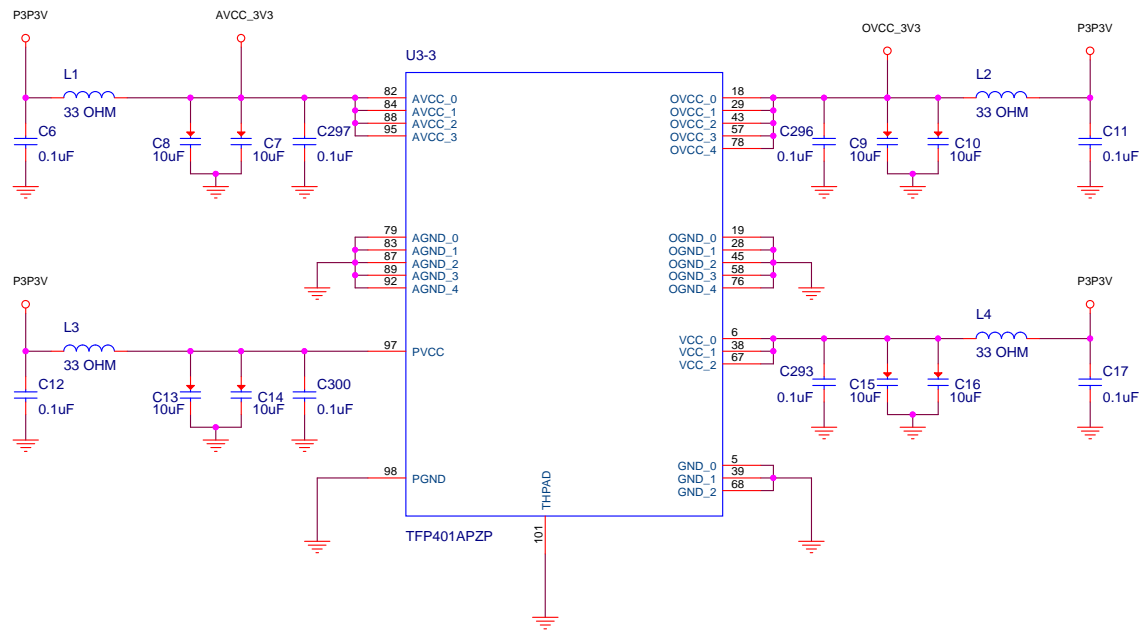 P3P3V
AVCC_3V3
OVCC_3V3
P3P3V
U3-3
L1
33 OHM
L2
33 OHM
C6
0.1uF
C8
10uF
C7
10uF
C297
0.1uF
82
84
88
95
AVCC_0
AVCC_1
AVCC_2
AVCC_3
OVCC_0
OVCC_1
OVCC_2
OVCC_3
OVCC_4
18
29
43
57
78
C296
0.1uF
C9
10uF
C10
10uF
C11
0.1uF
79
83
87
89
92
AGND_0
AGND_1
AGND_2
AGND_3
AGND_4
OGND_0
OGND_1
OGND_2
OGND_3
OGND_4
19
28
45
58
76
P3P3V
L3
33 OHM
C12
0.1uF
C13
10uF
C14
10uF
C300
0.1uF
97
PVCC
VCC_0
VCC_1
VCC_2
6
38
67
P3P3V
L4
33 OHM
C293
0.1uF
C15
10uF
C16
10uF
C17
0.1uF
98
PGND
GND_0
GND_1
GND_2
5
39
68
THPAD
101
TFP401APZP